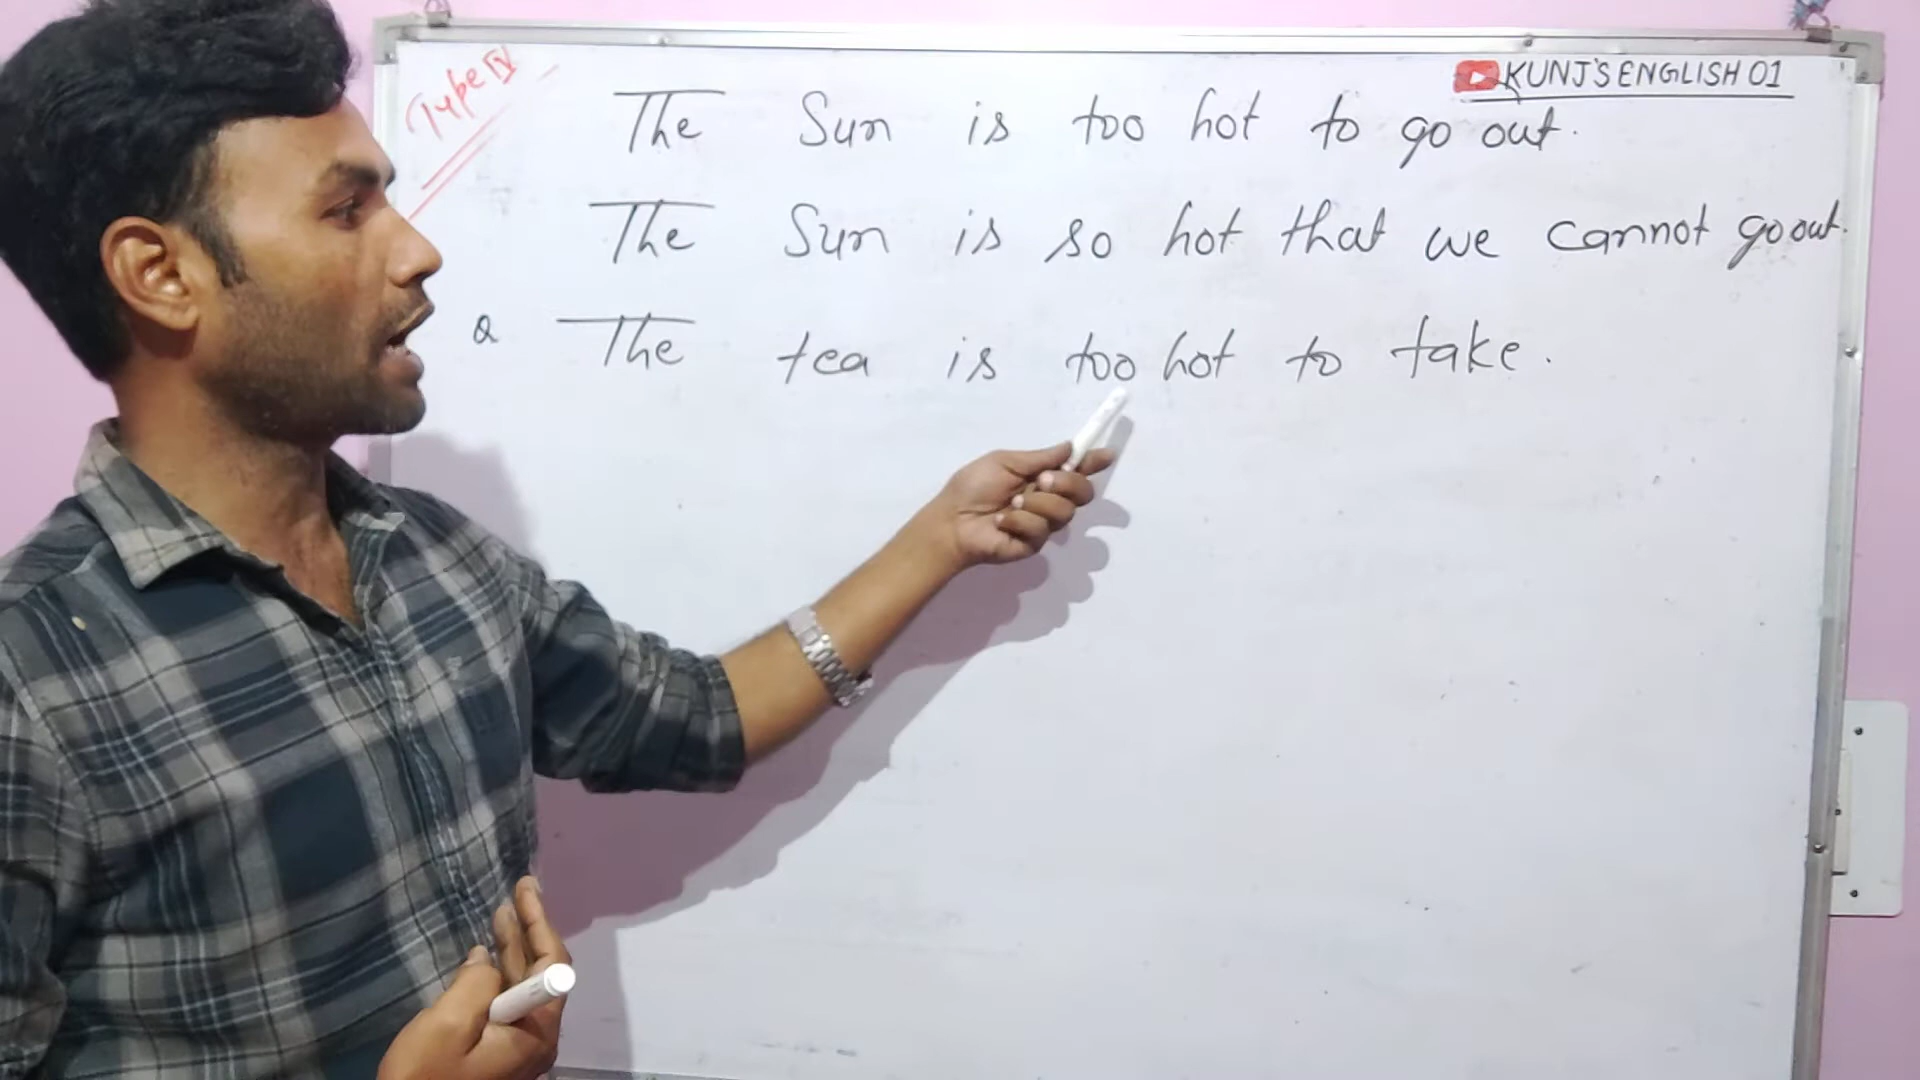 Type IV
KUNJ'S ENGLISH 01
The Sun is too hot to go out.
The Sun is so hot that we cannot go out.
Q The tea is too hot to take.